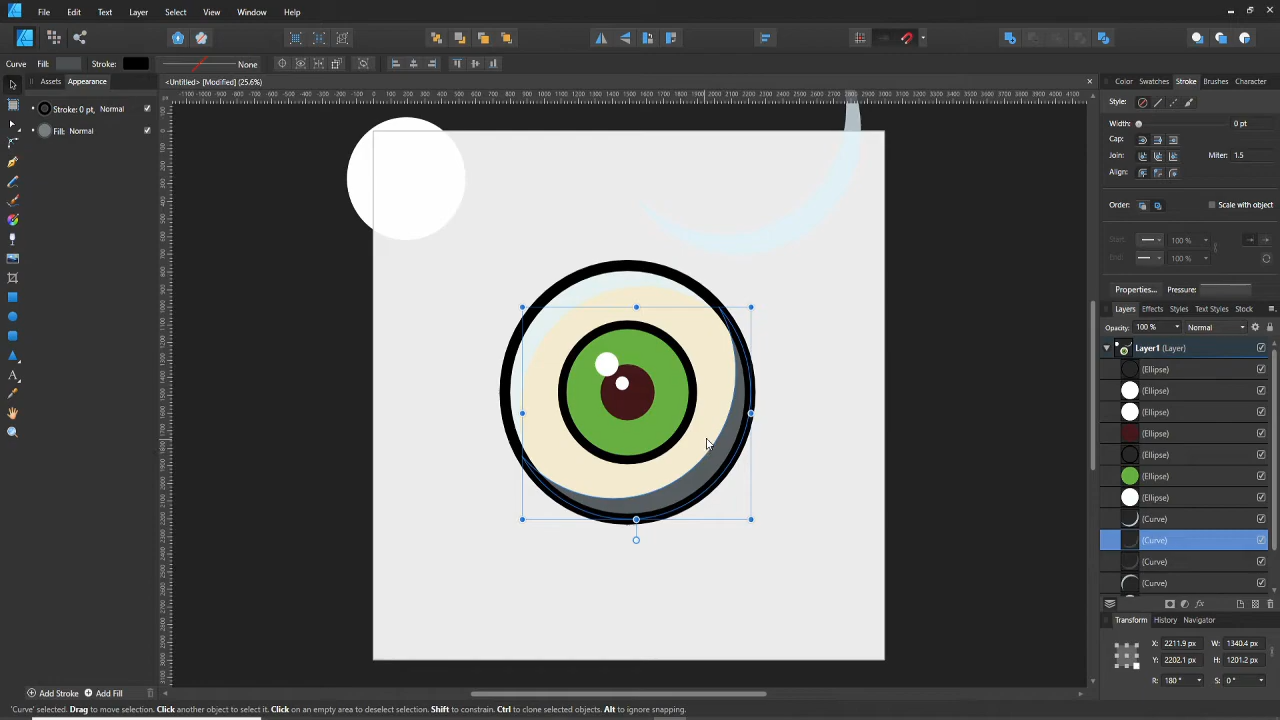 File Edit Text Layer Select View Window Help
Curve Fill: Stroke: None
Assets Appearance
<Untitled> [Modified] (25.6%)
Color Swatches Stroke Brushes Character
Stroke: 0 pt, Normal
Fill: Normal
Style:
Width: 0 pt
Cap:
Join: Miter: 1.5
Align:
Order: Scale with object
Start: 100 %
End: 100 %
Properties... Pressure:
Layers Effects Styles Text Styles Stock
Opacity: 100 % Normal
Layer1 (Layer)
(Ellipse)
(Ellipse)
(Ellipse)
(Ellipse)
(Ellipse)
(Ellipse)
(Ellipse)
(Curve)
(Curve)
(Curve)
(Curve)
fx
Transform History Navigator
X: 2211.9 px W: 1340.4 px
Y: 2202.1 px H: 1201.2 px
R: 180 ° S: 0 °
Add Stroke Add Fill
'Curve' selected. Drag to move selection. Click another object to select it. Click on an empty area to deselect selection. Shift to constrain. Ctrl to clone selected objects. Alt to ignore snapping.